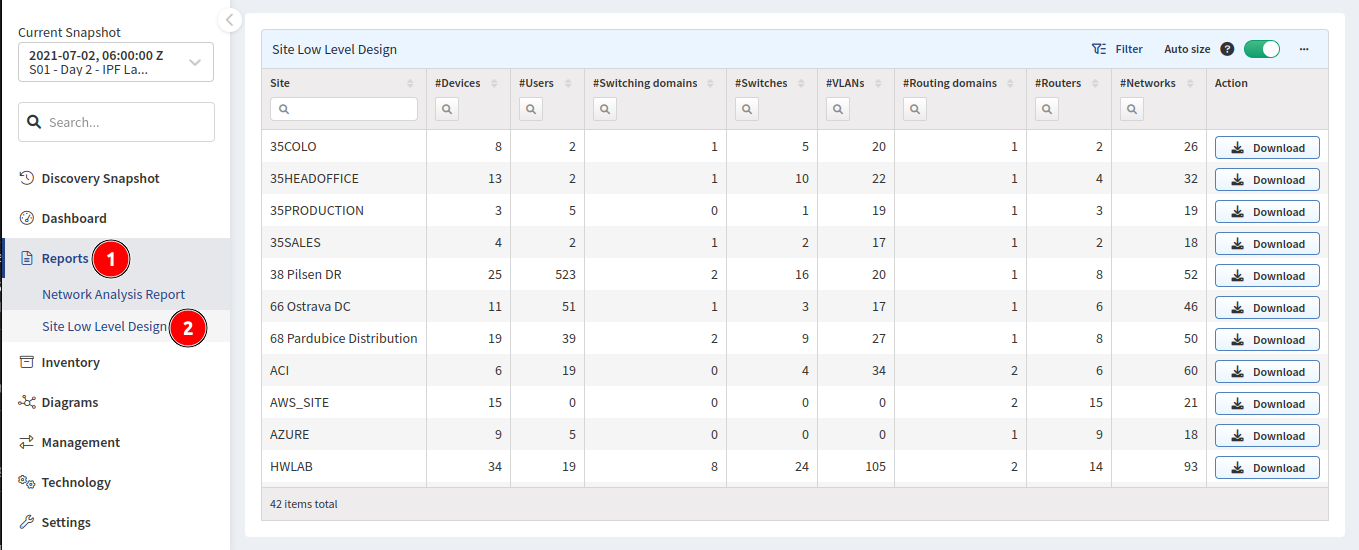 Current Snapshot
2021-07-02, 06:00:00 Z
S01 - Day 2 - IPF La...
Search...
Discovery Snapshot
Dashboard
Reports 1
Network Analysis Report
Site Low Level Design 2
Inventory
Diagrams
Management
Technology
Settings
Site Low Level Design Filter Auto size ? ...
Site #Devices #Users #Switching domains #Switches #VLANs #Routing domains #Routers #Networks Action
35COLO 8 2 1 5 20 1 2 26 Download
35HEADOFFICE 13 2 1 10 22 1 4 32 Download
35PRODUCTION 3 5 0 1 19 1 3 19 Download
35SALES 4 2 1 2 17 1 2 18 Download
38 Pilsen DR 25 523 2 16 20 1 8 52 Download
66 Ostrava DC 11 51 1 3 17 1 6 46 Download
68 Pardubice Distribution 19 39 2 9 27 1 8 50 Download
ACI 6 19 0 4 34 2 6 60 Download
AWS_SITE 15 0 0 0 0 2 15 21 Download
AZURE 9 5 0 0 0 1 9 18 Download
HWLAB 34 19 8 24 105 2 14 93 Download
42 items total